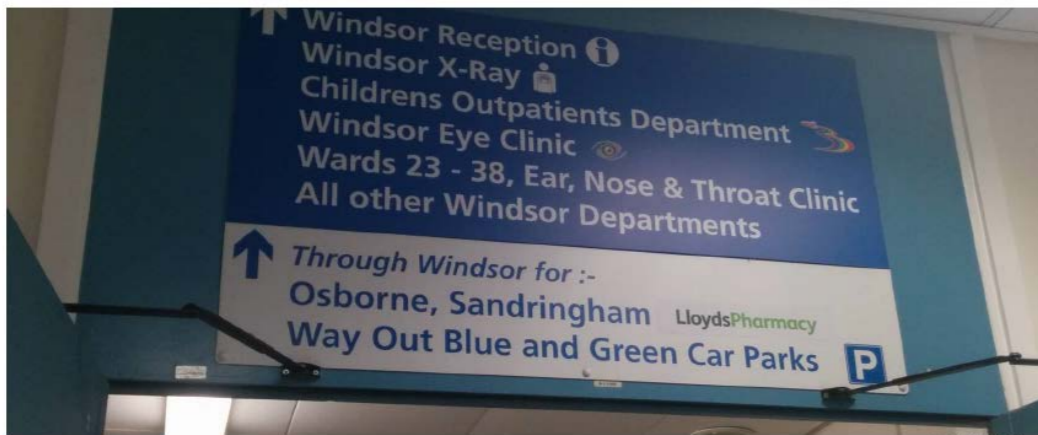 Windsor Reception i
Windsor X-Ray
Childrens Outpatients Department
Windsor Eye Clinic
Wards 23 - 38, Ear, Nose & Throat Clinic
All other Windsor Departments
Through Windsor for :-
Osborne, Sandringham LloydsPharmacy
Way Out Blue and Green Car Parks P